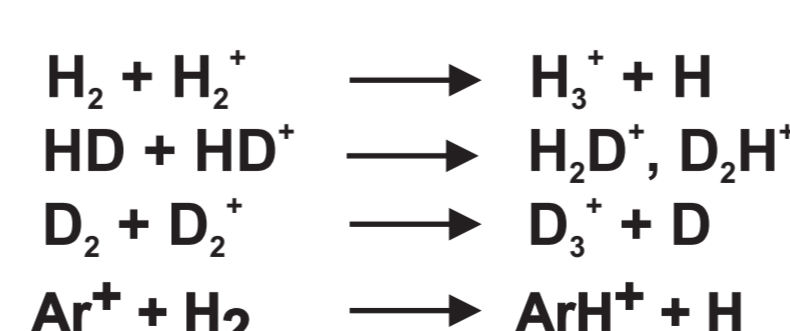 H₂ + H₂⁺ ⟶ H₃⁺ + H
HD + HD⁺ ⟶ H₂D⁺, D₂H⁺
D₂ + D₂⁺ ⟶ D₃⁺ + D
Ar⁺ + H₂ ⟶ ArH⁺ + H